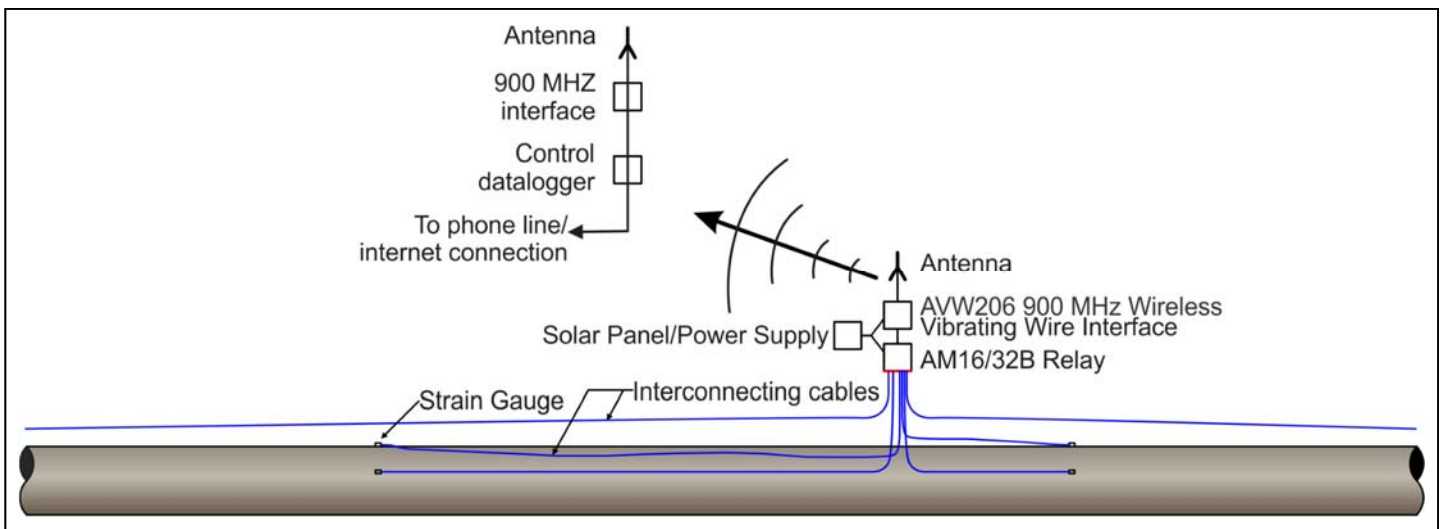 Antenna
900 MHZ
interface
Control
datalogger
To phone line/
internet connection
Antenna
AVW206 900 MHz Wireless
Vibrating Wire Interface
Solar Panel/Power Supply
AM16/32B Relay
Strain Gauge
Interconnecting cables